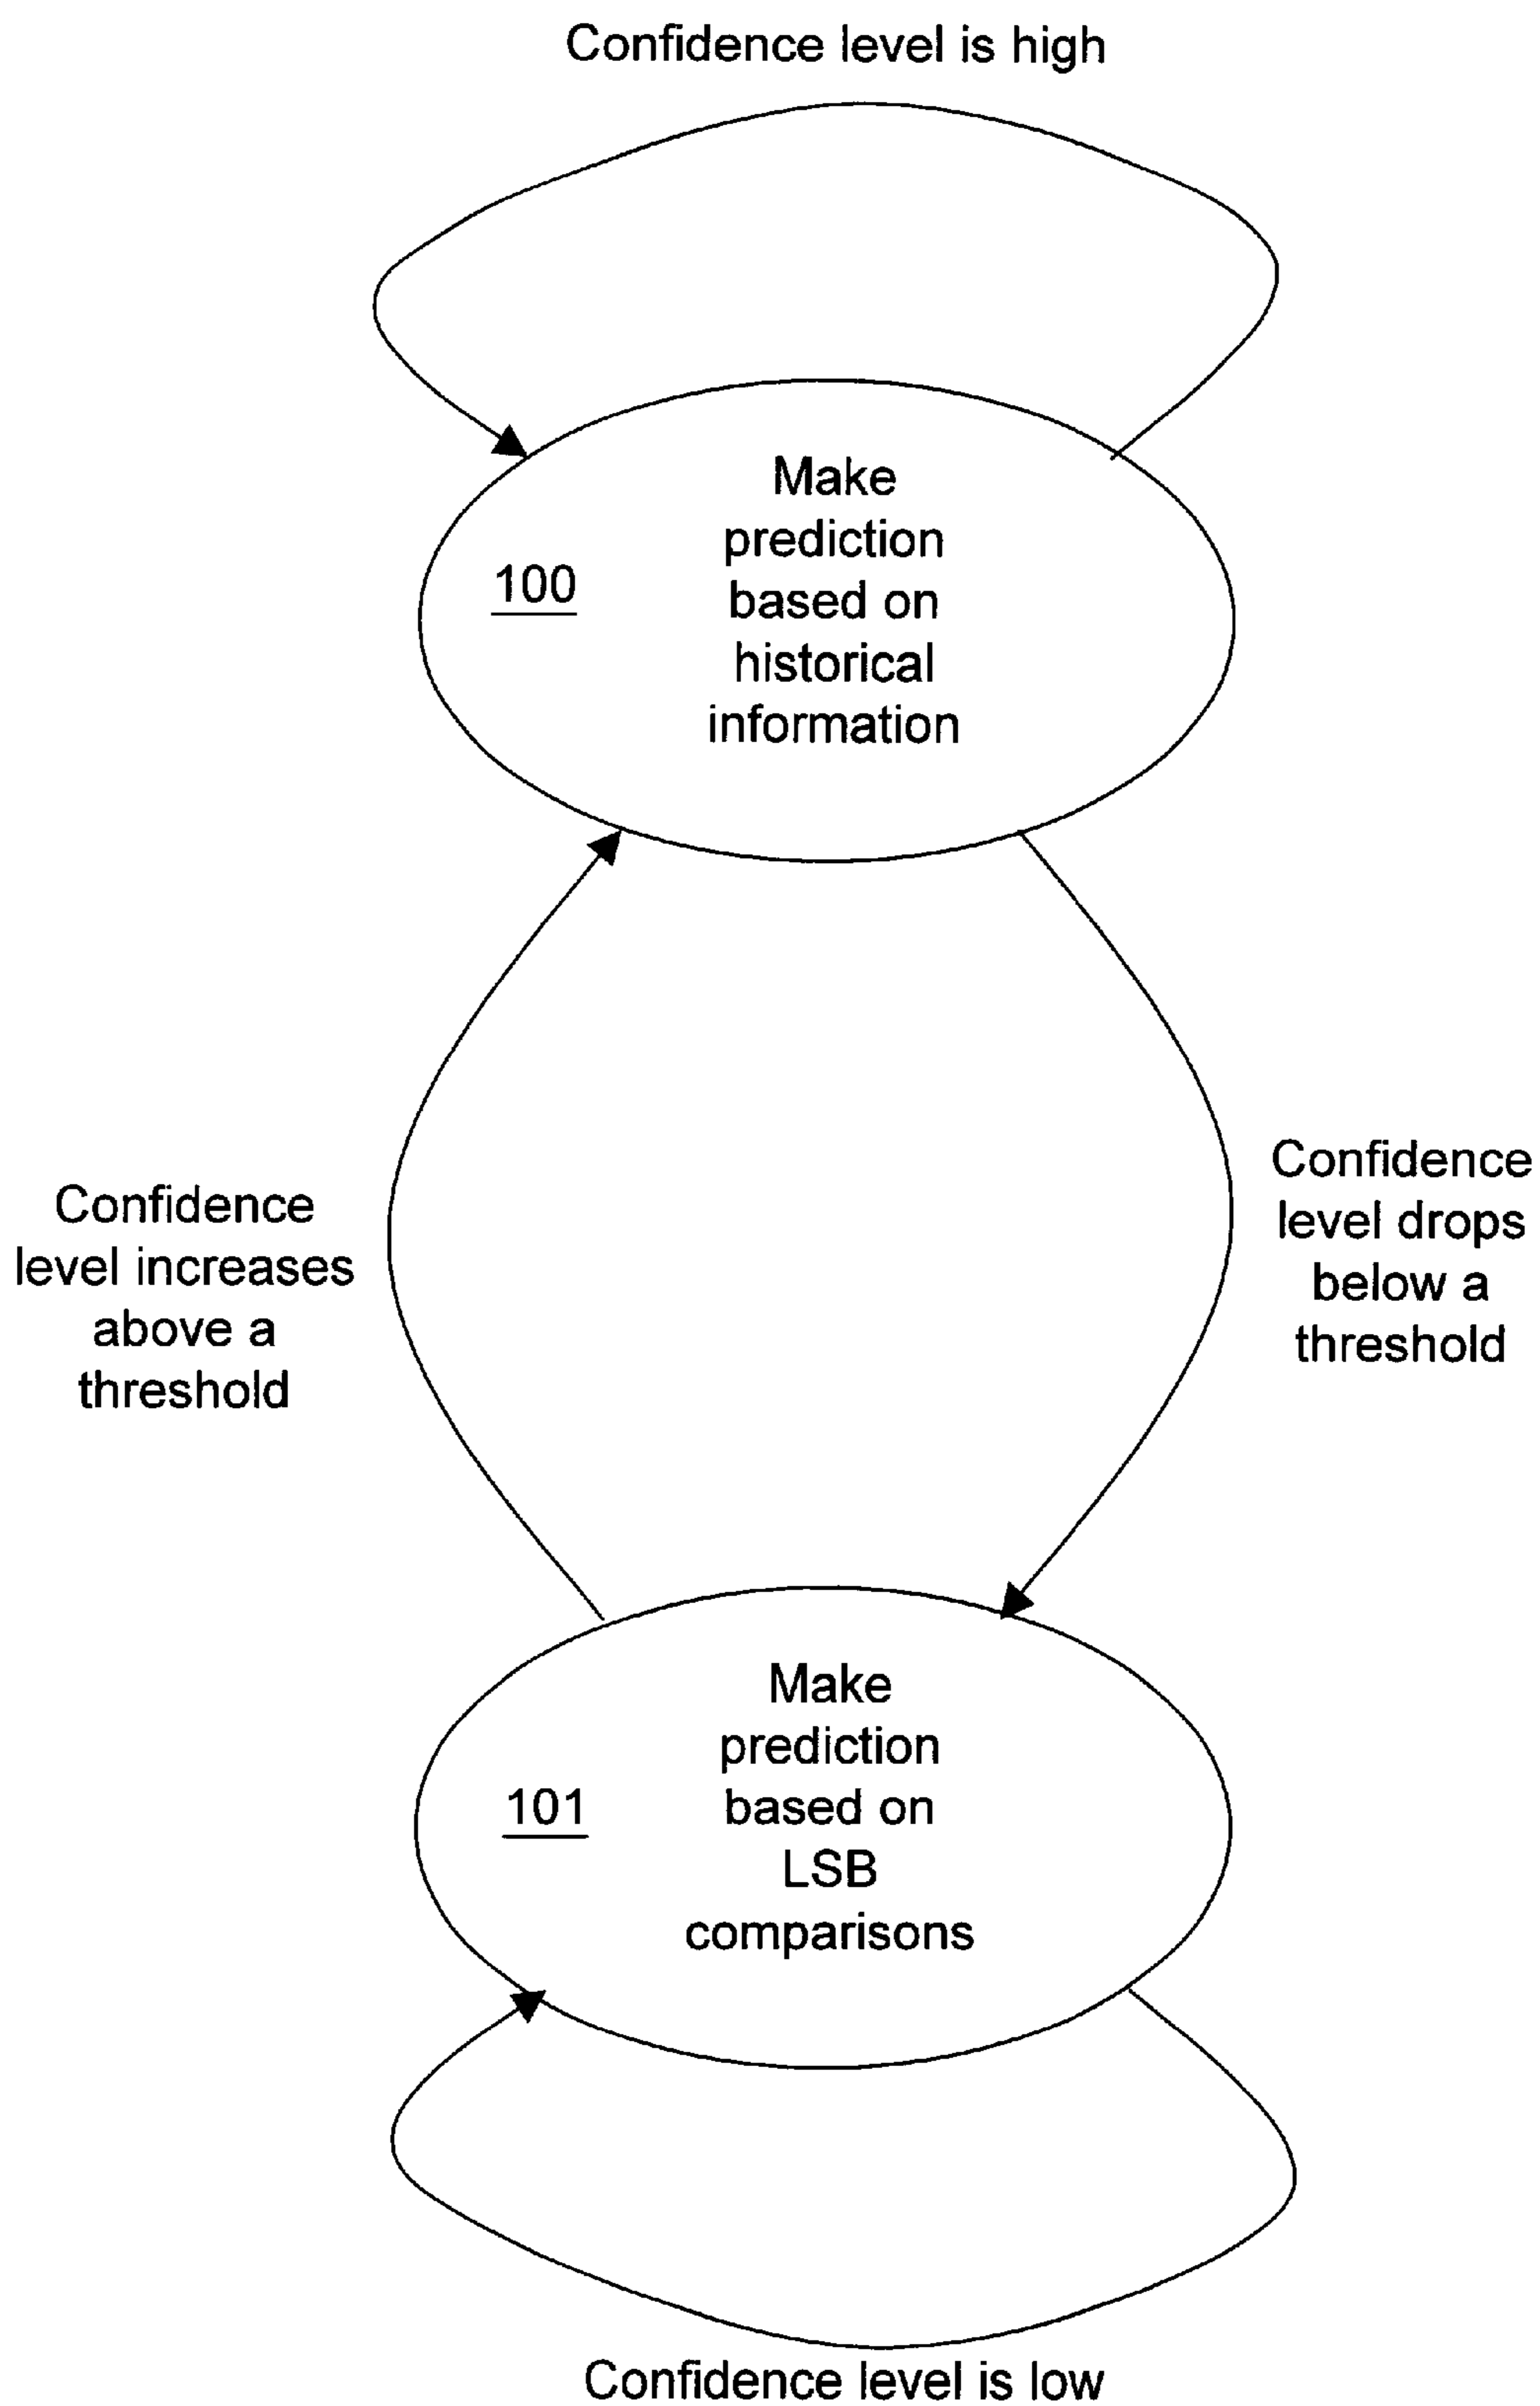 Confidence level is high
100
Make
prediction
based on
historical
information
Confidence
level increases
above a
threshold
Confidence
level drops
below a
threshold
101
Make
prediction
based on
LSB
comparisons
Confidence level is low